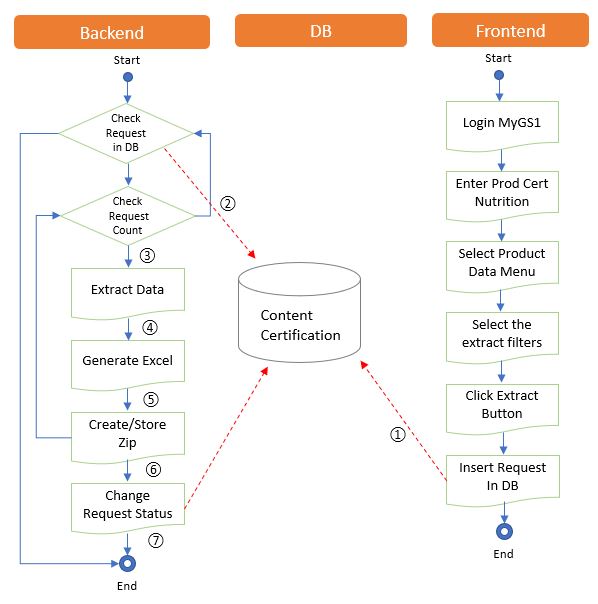 Backend
DB
Frontend
Start
Check
Request
in DB
Check
Request
Count
②
③
Extract Data
④
Generate Excel
⑤
Create/Store
Zip
⑥
Change
Request Status
⑦
End
Content
Certification
①
Start
Login MyGS1
Enter Prod Cert
Nutrition
Select Product
Data Menu
Select the
extract filters
Click Extract
Button
Insert Request
In DB
End